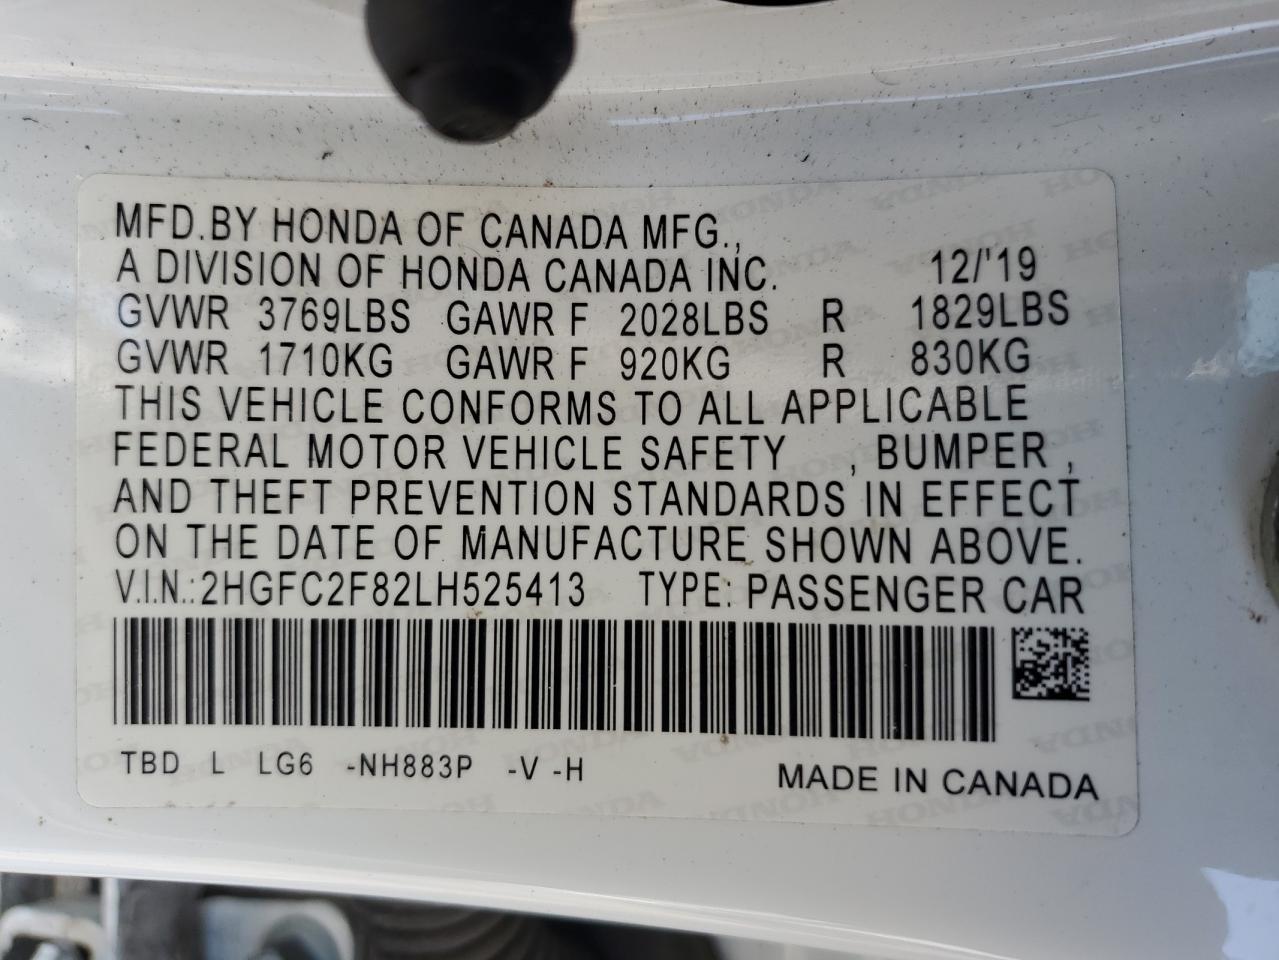 MFD.BY HONDA OF CANADA MFG.,
A DIVISION OF HONDA CANADA INC. 12/'19
GVWR 3769LBS GAWR F 2028LBS R 1829LBS
GVWR 1710KG GAWR F 920KG R 830KG
THIS VEHICLE CONFORMS TO ALL APPLICABLE
FEDERAL MOTOR VEHICLE SAFETY , BUMPER ,
AND THEFT PREVENTION STANDARDS IN EFFECT
ON THE DATE OF MANUFACTURE SHOWN ABOVE.
V.I.N.:2HGFC2F82LH525413 TYPE: PASSENGER CAR
TBD L LG6 -NH883P -V -H MADE IN CANADA